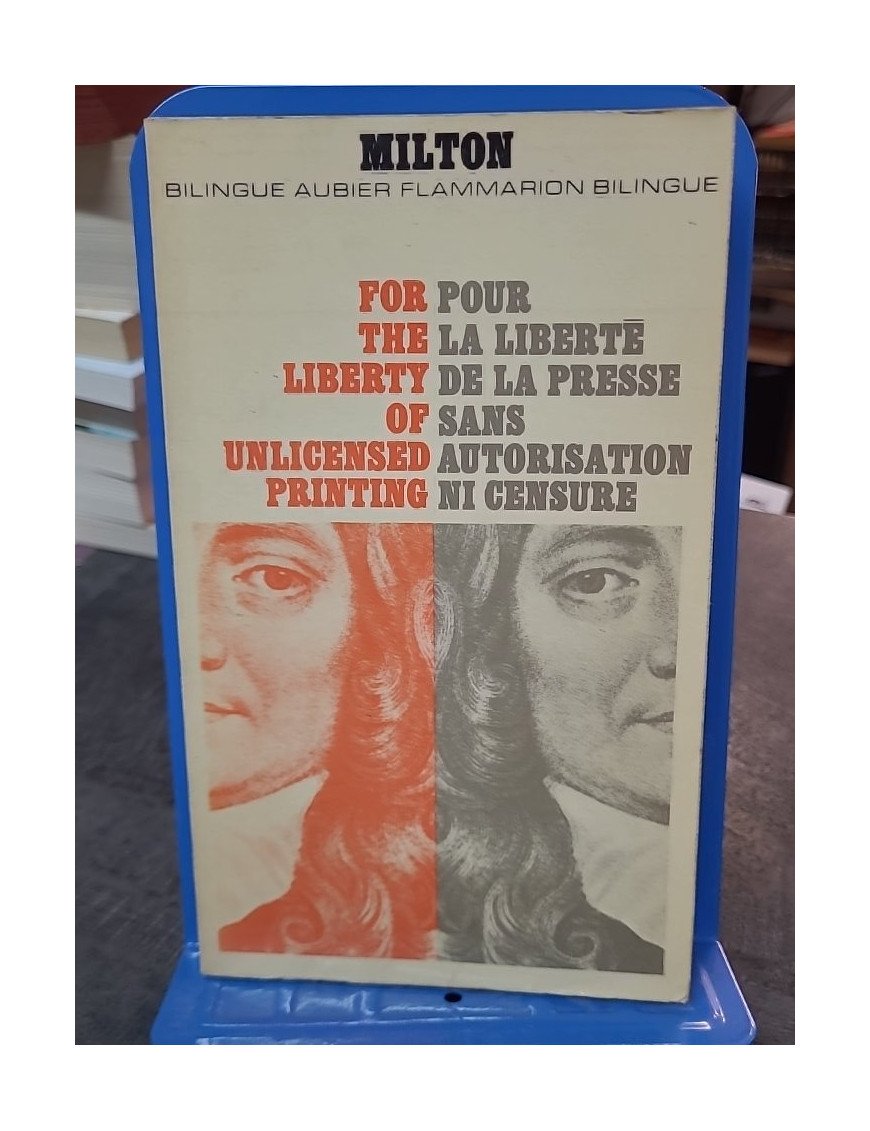 MILTON
BILINGUE AUBIER FLAMMARION BILINGUE
FOR
THE
LIBERTY
OF
UNLICENSED
PRINTING
POUR
LA LIBERTÉ
DE LA PRESSE
SANS
AUTORISATION
NI CENSURE